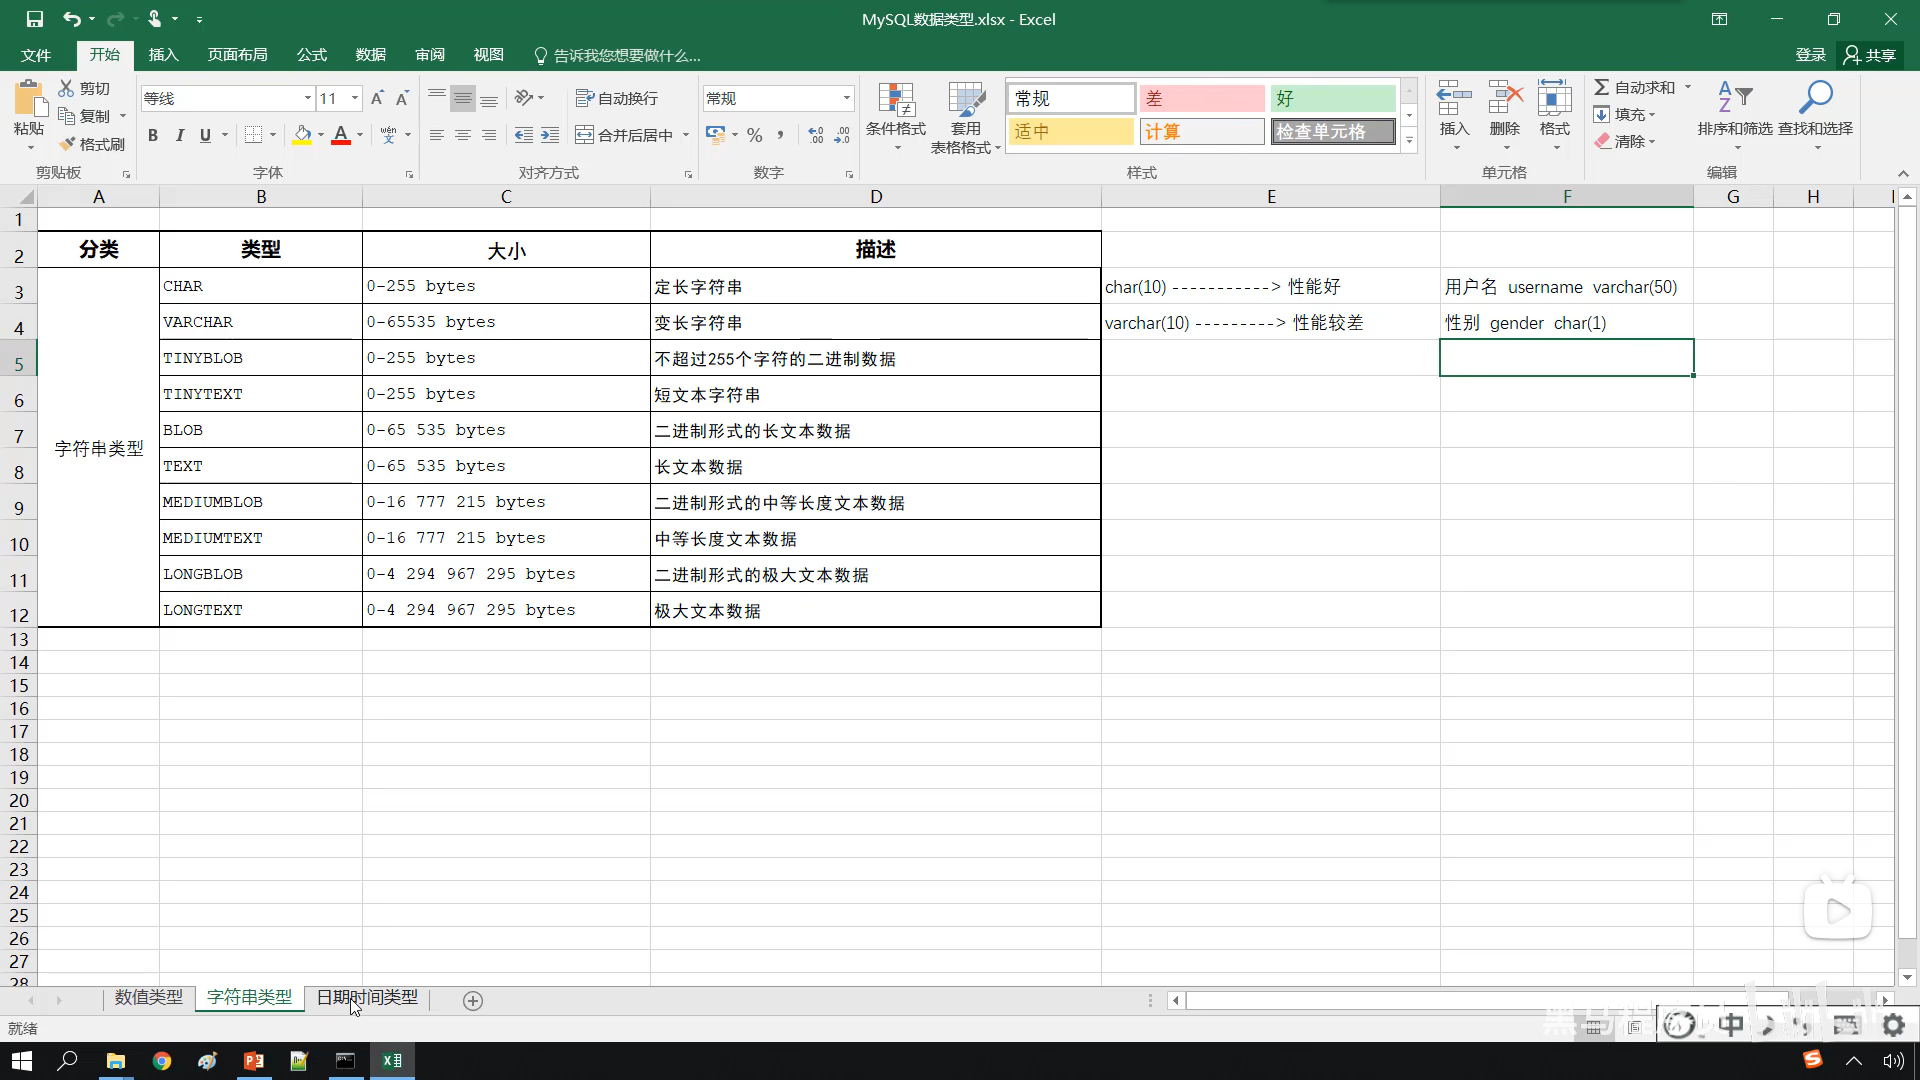 MySQL数据类型.xlsx - Excel
文件 开始 插入 页面布局 公式 数据 审阅 视图 告诉我您想要做什么... 登录 共享
粘贴 剪切 复制 格式刷
等线 11
B I U A wén 文
自动换行
合并后居中
常规
% ,
条件格式 套用表格格式
常规 差 好
适中 计算 检查单元格
插入 删除 格式
自动求和
填充
清除
排序和筛选 查找和选择
剪贴板 字体 对齐方式 数字 样式 单元格 编辑
A B C D E F G H I
1
2 分类 类型 大小 描述
3 CHAR 0-255 bytes 定长字符串 char(10) -----------> 性能好 用户名 username varchar(50)
4 VARCHAR 0-65535 bytes 变长字符串 varchar(10) ---------> 性能较差 性别 gender char(1)
5 TINYBLOB 0-255 bytes 不超过255个字符的二进制数据
6 TINYTEXT 0-255 bytes 短文本字符串
7 BLOB 0-65 535 bytes 二进制形式的长文本数据
字符串类型
8 TEXT 0-65 535 bytes 长文本数据
9 MEDIUMBLOB 0-16 777 215 bytes 二进制形式的中等长度文本数据
10 MEDIUMTEXT 0-16 777 215 bytes 中等长度文本数据
11 LONGBLOB 0-4 294 967 295 bytes 二进制形式的极大文本数据
12 LONGTEXT 0-4 294 967 295 bytes 极大文本数据
13
14
15
16
17
18
19
20
21
22
23
24
25
26
27
28
数值类型 字符串类型 日期时间类型
就绪
中